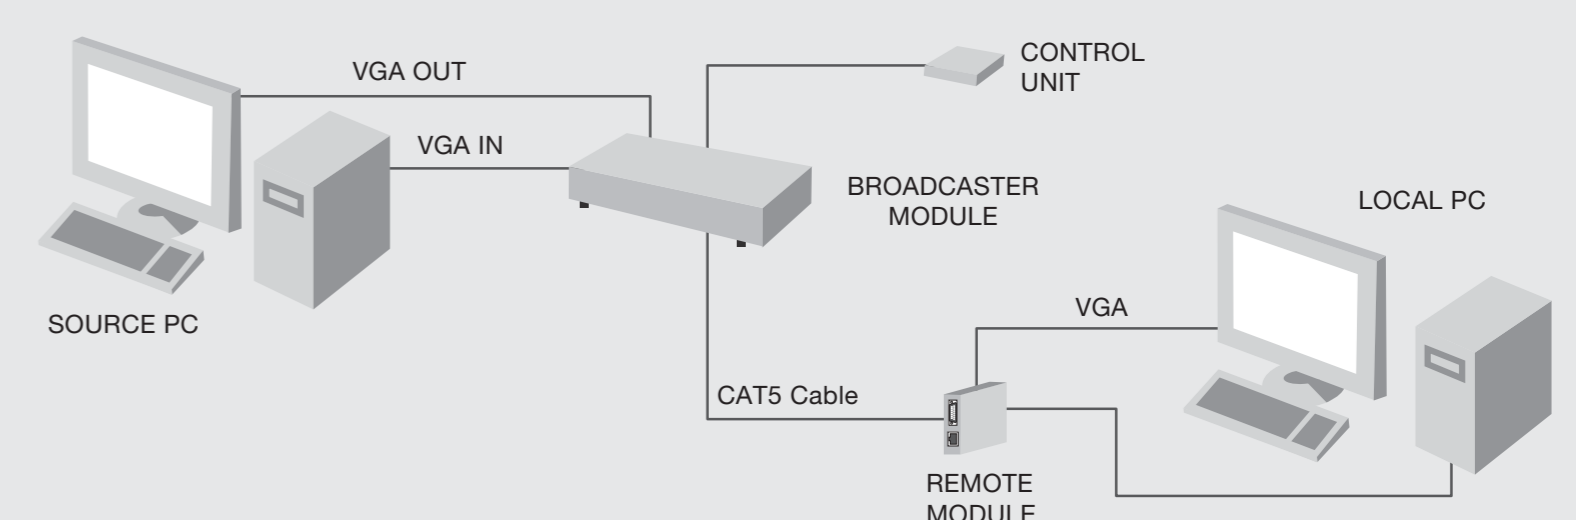 VGA OUT
CONTROL
UNIT
VGA IN
BROADCASTER
MODULE
LOCAL PC
SOURCE PC
VGA
CAT5 Cable
REMOTE
MODULE